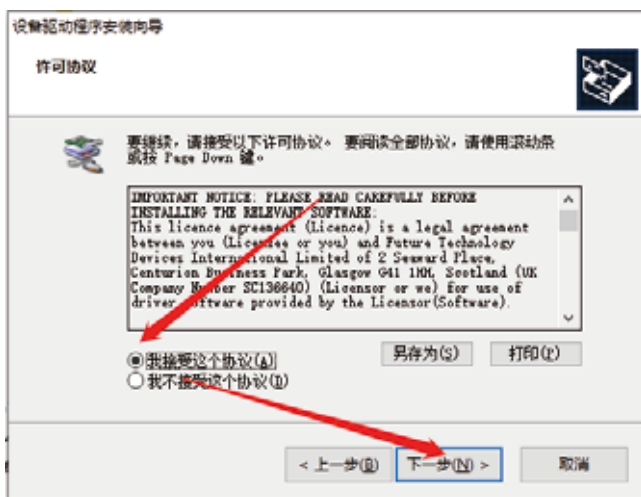 设备驱动程序安装向导
许可协议
要继续，请接受以下许可协议。要阅读全部协议，请使用滚动条
或按 Page Down 键。
IMPORTANT NOTICE: PLEASE READ CAREFULLY BEFORE
INSTALLING THE RELEVANT SOFTWARE:
This licence agreement (Licence) is a legal agreement
between you (Licensee or you) and Future Technology
Devices International Limited of 2 Seaward Place,
Centurion Business Park, Glasgow G41 1HH, Scotland (UK
Company Number SC136640) (Licensor or we) for use of
driver software provided by the Licensor(Software).
我接受这个协议(A)
另存为(S)
打印(P)
我不接受这个协议(D)
< 上一步(B)
下一步(N) >
取消